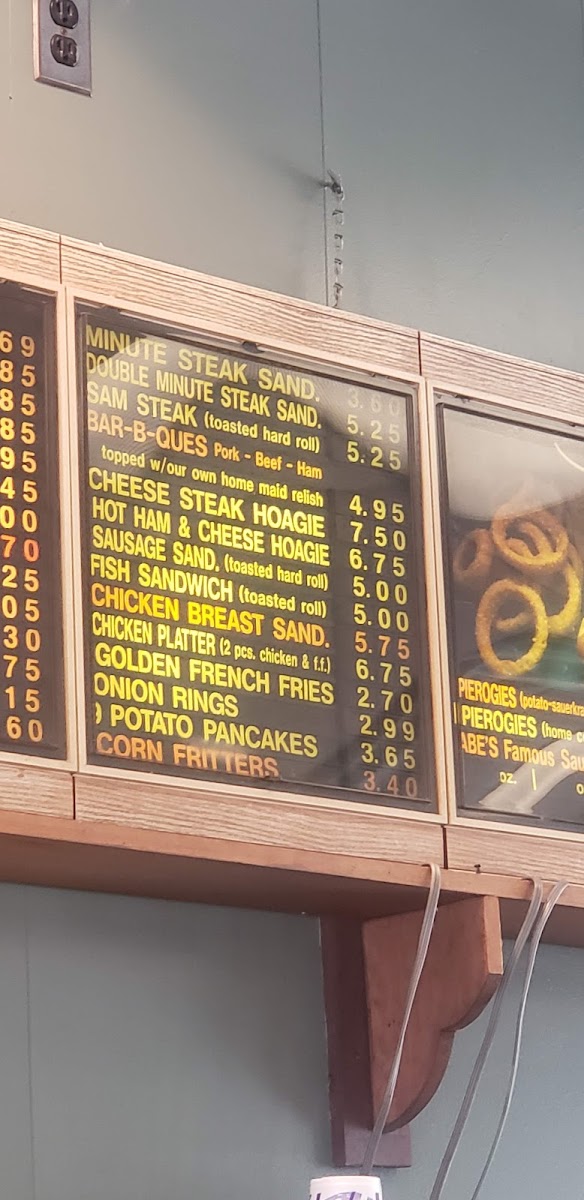 69
85
85
85
95
45
00
70
25
05
30
75
15
60
MINUTE STEAK SAND. 3.60
DOUBLE MINUTE STEAK SAND. 5.25
SAM STEAK (toasted hard roll) 5.25
BAR-B-QUES Pork - Beef - Ham
topped w/our own home maid relish 4.95
CHEESE STEAK HOAGIE 7.50
HOT HAM & CHEESE HOAGIE 6.75
SAUSAGE SAND. (toasted hard roll) 5.00
FISH SANDWICH (toasted roll) 5.00
CHICKEN BREAST SAND. 5.75
CHICKEN PLATTER (2 pcs. chicken & f.f.) 6.75
GOLDEN FRENCH FRIES 2.70
ONION RINGS 2.99
) POTATO PANCAKES 3.65
CORN FRITTERS 3.40
PIEROGIES (potato-sauerkra
PIEROGIES (home c
ABE'S Famous Sau
oz. | o